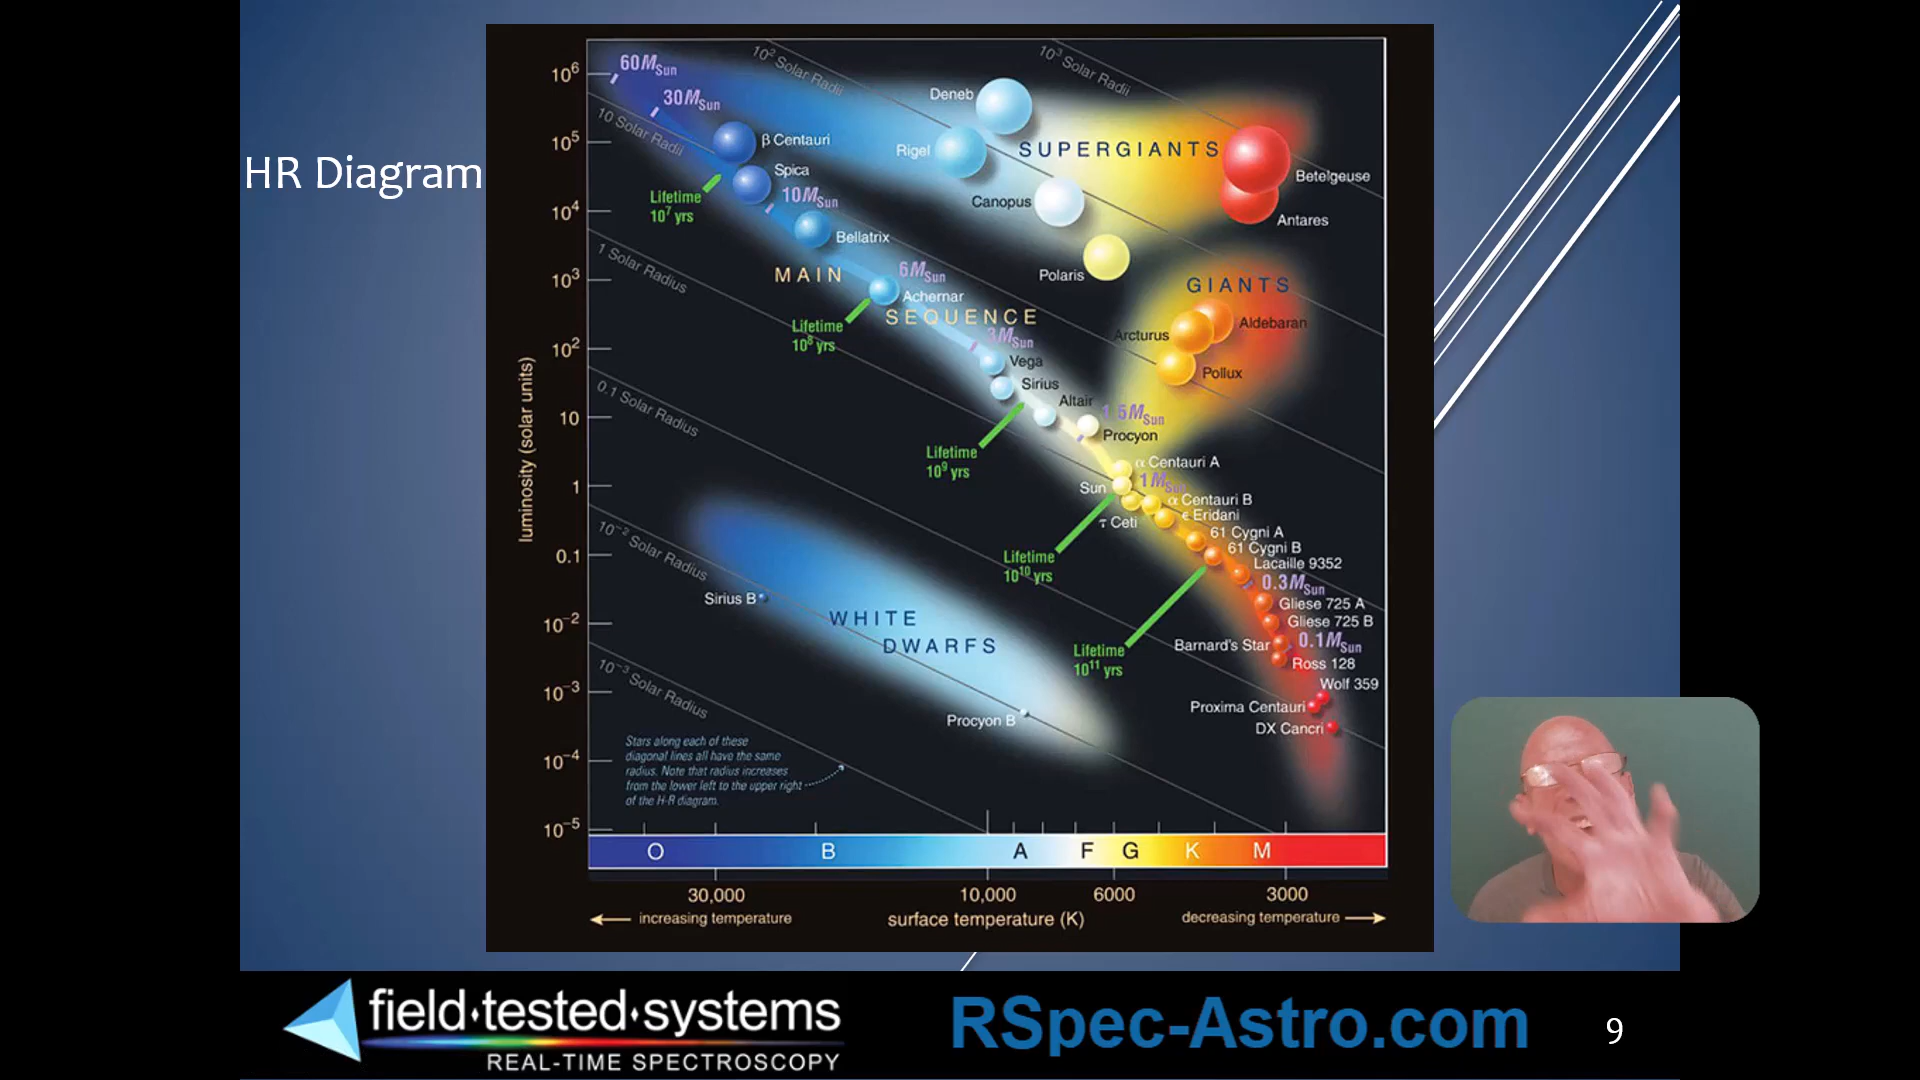 HR Diagram
60MSun
30MSun
10² Solar Radii
10³ Solar Radii
10 Solar Radii
Deneb
β Centauri
Rigel
SUPERGIANTS
Spica
Betelgeuse
Lifetime
10⁷ yrs
10MSun
Canopus
Antares
Bellatrix
1 Solar Radius
MAIN
6MSun
Polaris
GIANTS
Achernar
SEQUENCE
Lifetime
10⁸ yrs
3MSun
Arcturus
Aldebaran
Vega
Pollux
Sirius
0.1 Solar Radius
Altair
1.5MSun
Procyon
Lifetime
10⁹ yrs
α Centauri A
1MSun
Sun
α Centauri B
ε Eridani
τ Ceti
61 Cygni A
61 Cygni B
Lacaille 9352
10⁻² Solar Radius
Lifetime
10¹⁰ yrs
0.3MSun
Sirius B
Gliese 725 A
WHITE
DWARFS
Gliese 725 B
Barnard's Star
0.1MSun
Lifetime
10¹¹ yrs
Ross 128
10⁻³ Solar Radius
Wolf 359
Proxima Centauri
Procyon B
DX Cancri
Stars along each of these
diagonal lines all have the same
radius. Note that radius increases
from the lower left to the upper right
of the H-R diagram.
luminosity (solar units)
10⁶
10⁵
10⁴
10³
10²
10
1
0.1
10⁻²
10⁻³
10⁻⁴
10⁻⁵
O B A F G K M
30,000 10,000 6000 3000
increasing temperature surface temperature (K) decreasing temperature
field·tested·systems
REAL-TIME SPECTROSCOPY
RSpec-Astro.com
9